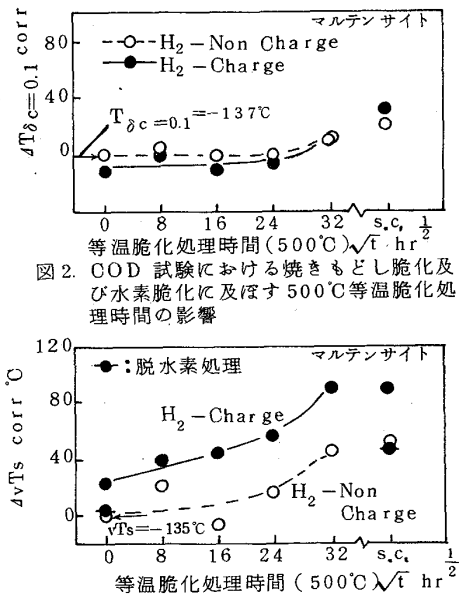 マルテンサイト
80
H2-Non Charge
H2-Charge
40
Tδc=0.1=-137℃
0
ΔTδc=0.1 corr
0 8 16 24 32 s.c. 1/2
等温脆化処理時間(500℃)√t hr
図2. COD 試験における焼きもどし脆化及
び水素脆化に及ぼす500℃等温脆化処
理時間の影響
120
マルテンサイト
:脱水素処理
80
H2-Charge
40
H2-Non
Charge
0
vTs=-135℃
ΔvTs corr ℃
0 8 16 24 32 s.c. 1/2
等温脆化処理時間(500℃)√t hr